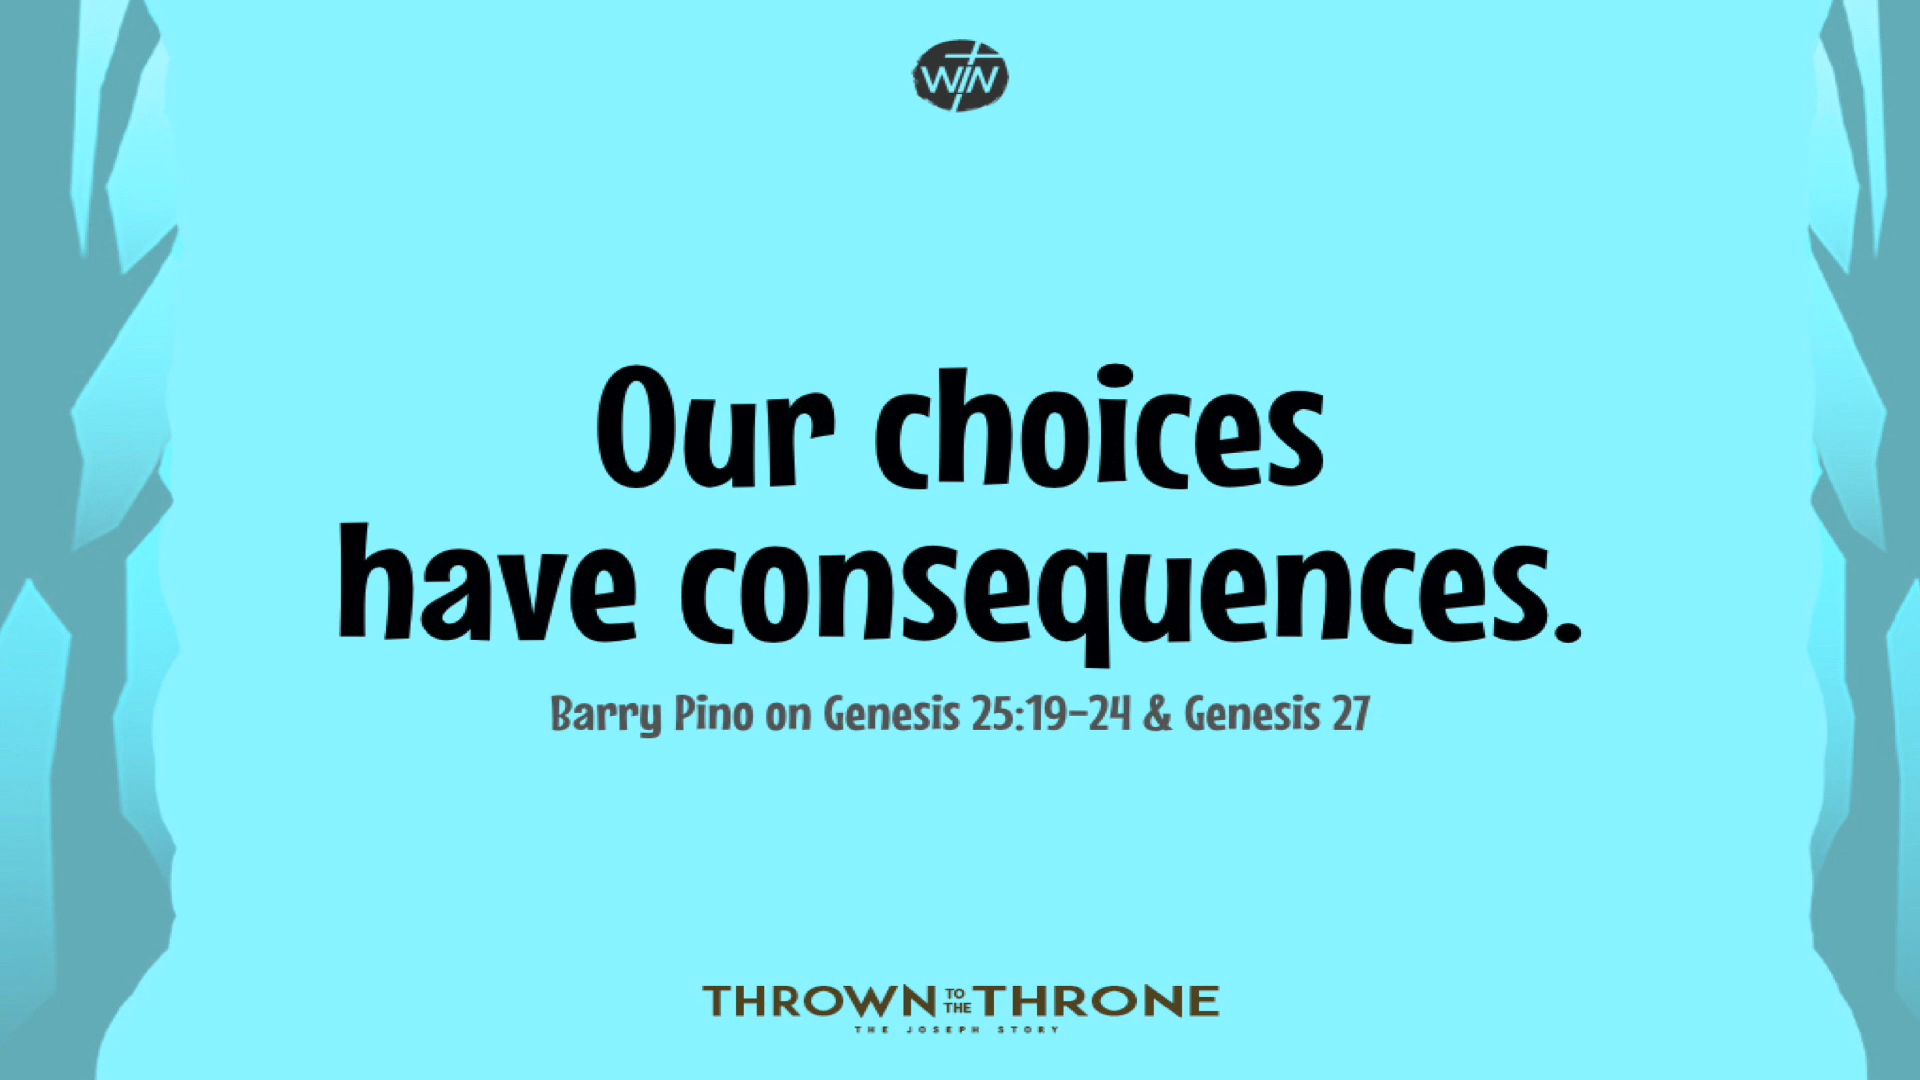 WIN
Our choices
have consequences.
Barry Pino on Genesis 25:19-24 & Genesis 27
THROWN TO THE THRONE
THE JOSEPH STORY